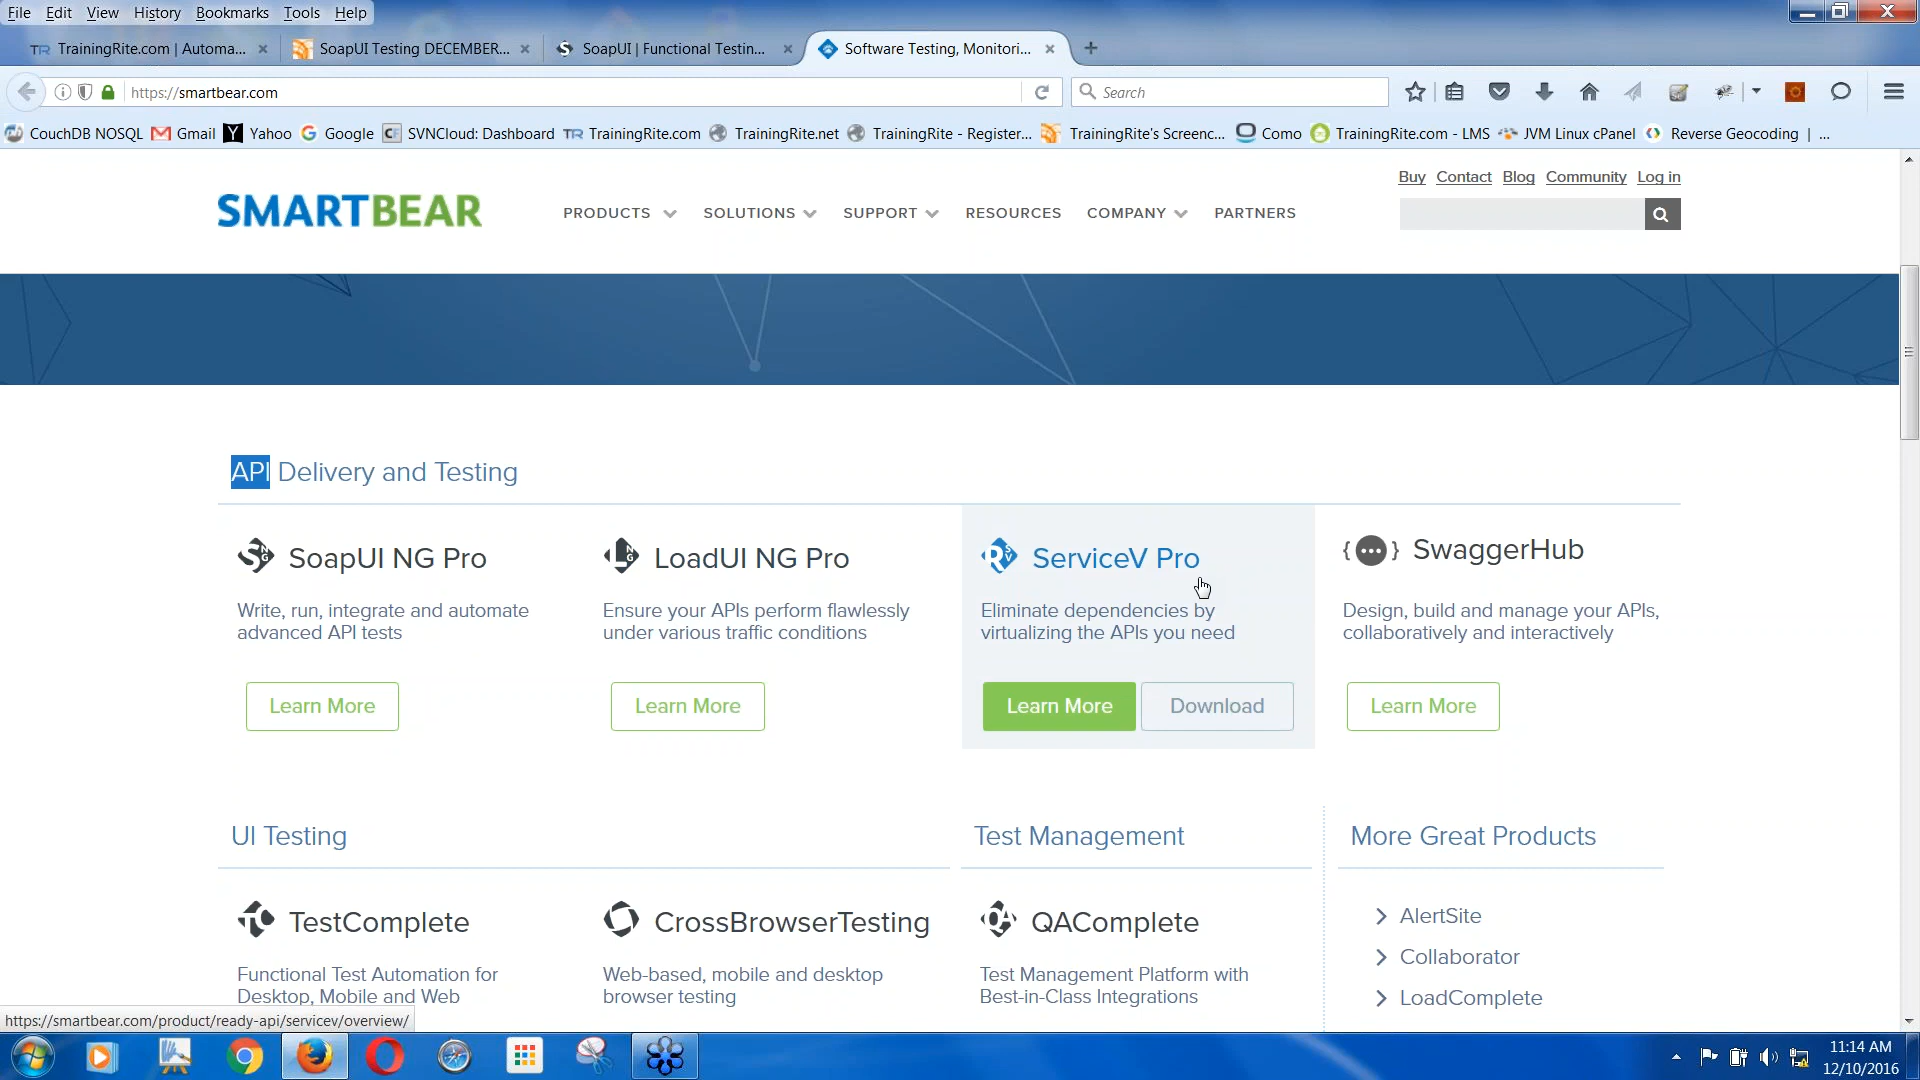 File Edit View History Bookmarks Tools Help
TR TrainingRite.com | Automa... SoapUI Testing DECEMBER... SoapUI | Functional Testin... Software Testing, Monitori...
https://smartbear.com Search
CouchDB NOSQL Gmail Yahoo Google CF SVNCloud: Dashboard TR TrainingRite.com TrainingRite.net TrainingRite - Register... TrainingRite's Screenc... Como TrainingRite.com - LMS JVM Linux cPanel Reverse Geocoding | ...
Buy Contact Blog Community Log in
SMARTBEAR PRODUCTS SOLUTIONS SUPPORT RESOURCES COMPANY PARTNERS
API Delivery and Testing
SoapUI NG Pro LoadUI NG Pro ServiceV Pro SwaggerHub
Write, run, integrate and automate Ensure your APIs perform flawlessly Eliminate dependencies by Design, build and manage your APIs,
advanced API tests under various traffic conditions virtualizing the APIs you need collaboratively and interactively
Learn More Learn More Learn More Download Learn More
UI Testing Test Management More Great Products
TestComplete CrossBrowserTesting QAComplete AlertSite
Functional Test Automation for Web-based, mobile and desktop Test Management Platform with Collaborator
Desktop, Mobile and Web browser testing Best-in-Class Integrations LoadComplete
https://smartbear.com/product/ready-api/servicev/overview/
11:14 AM
12/10/2016